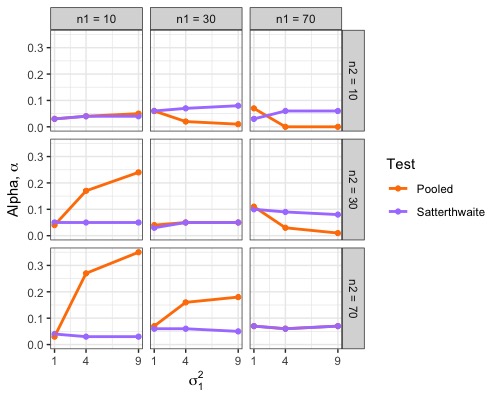 n1 = 10 n1 = 30 n1 = 70
0.3
0.2
0.1
0.0
n2 = 10
Alpha, α
0.3
0.2
0.1
0.0
n2 = 30
0.3
0.2
0.1
0.0
n2 = 70
1 4 9 1 4 9 1 4 9
σ₁²
Test
Pooled
Satterthwaite